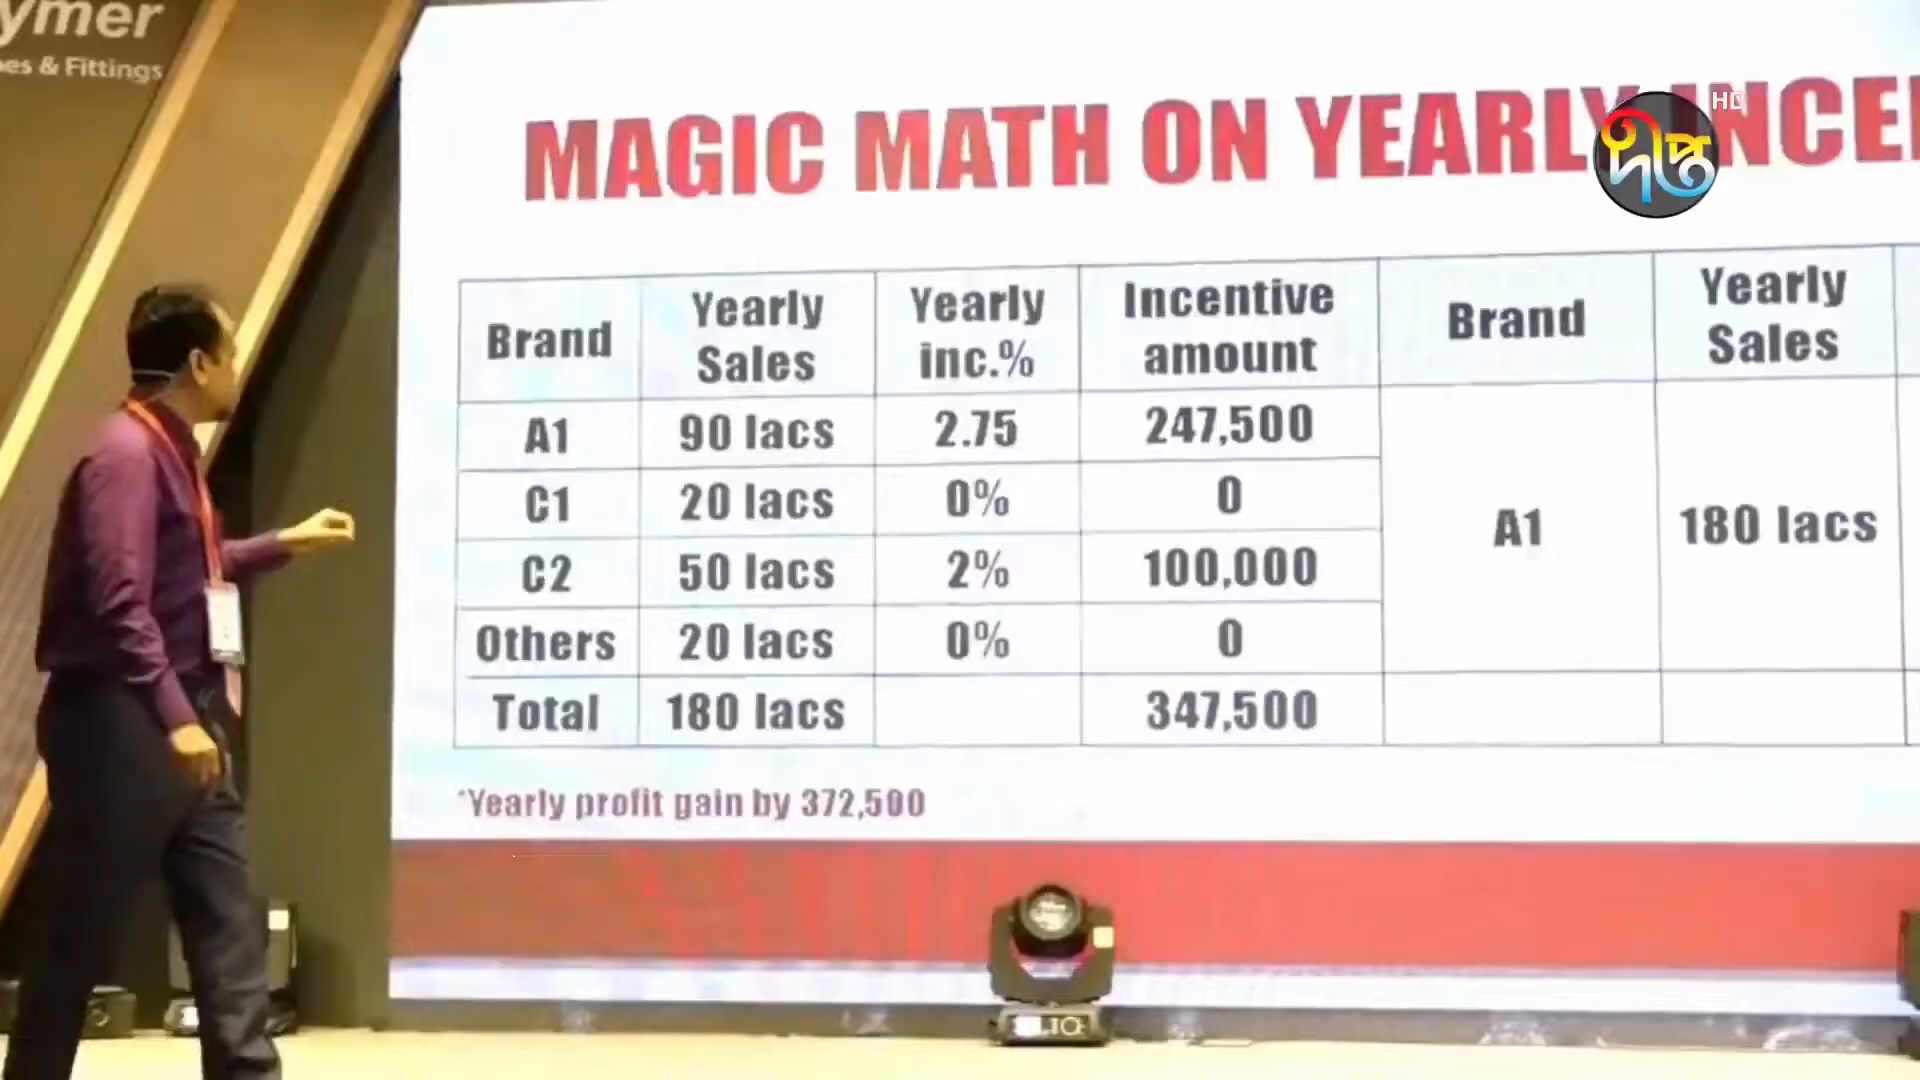 ymer
es & Fittings
HD
দীপ্ত
MAGIC MATH ON YEARLY INCE
Brand Yearly Sales Yearly inc.% Incentive amount Brand Yearly Sales
A1 90 lacs 2.75 247,500 A1 180 lacs
C1 20 lacs 0% 0
C2 50 lacs 2% 100,000
Others 20 lacs 0% 0
Total 180 lacs 347,500
*Yearly profit gain by 372,500